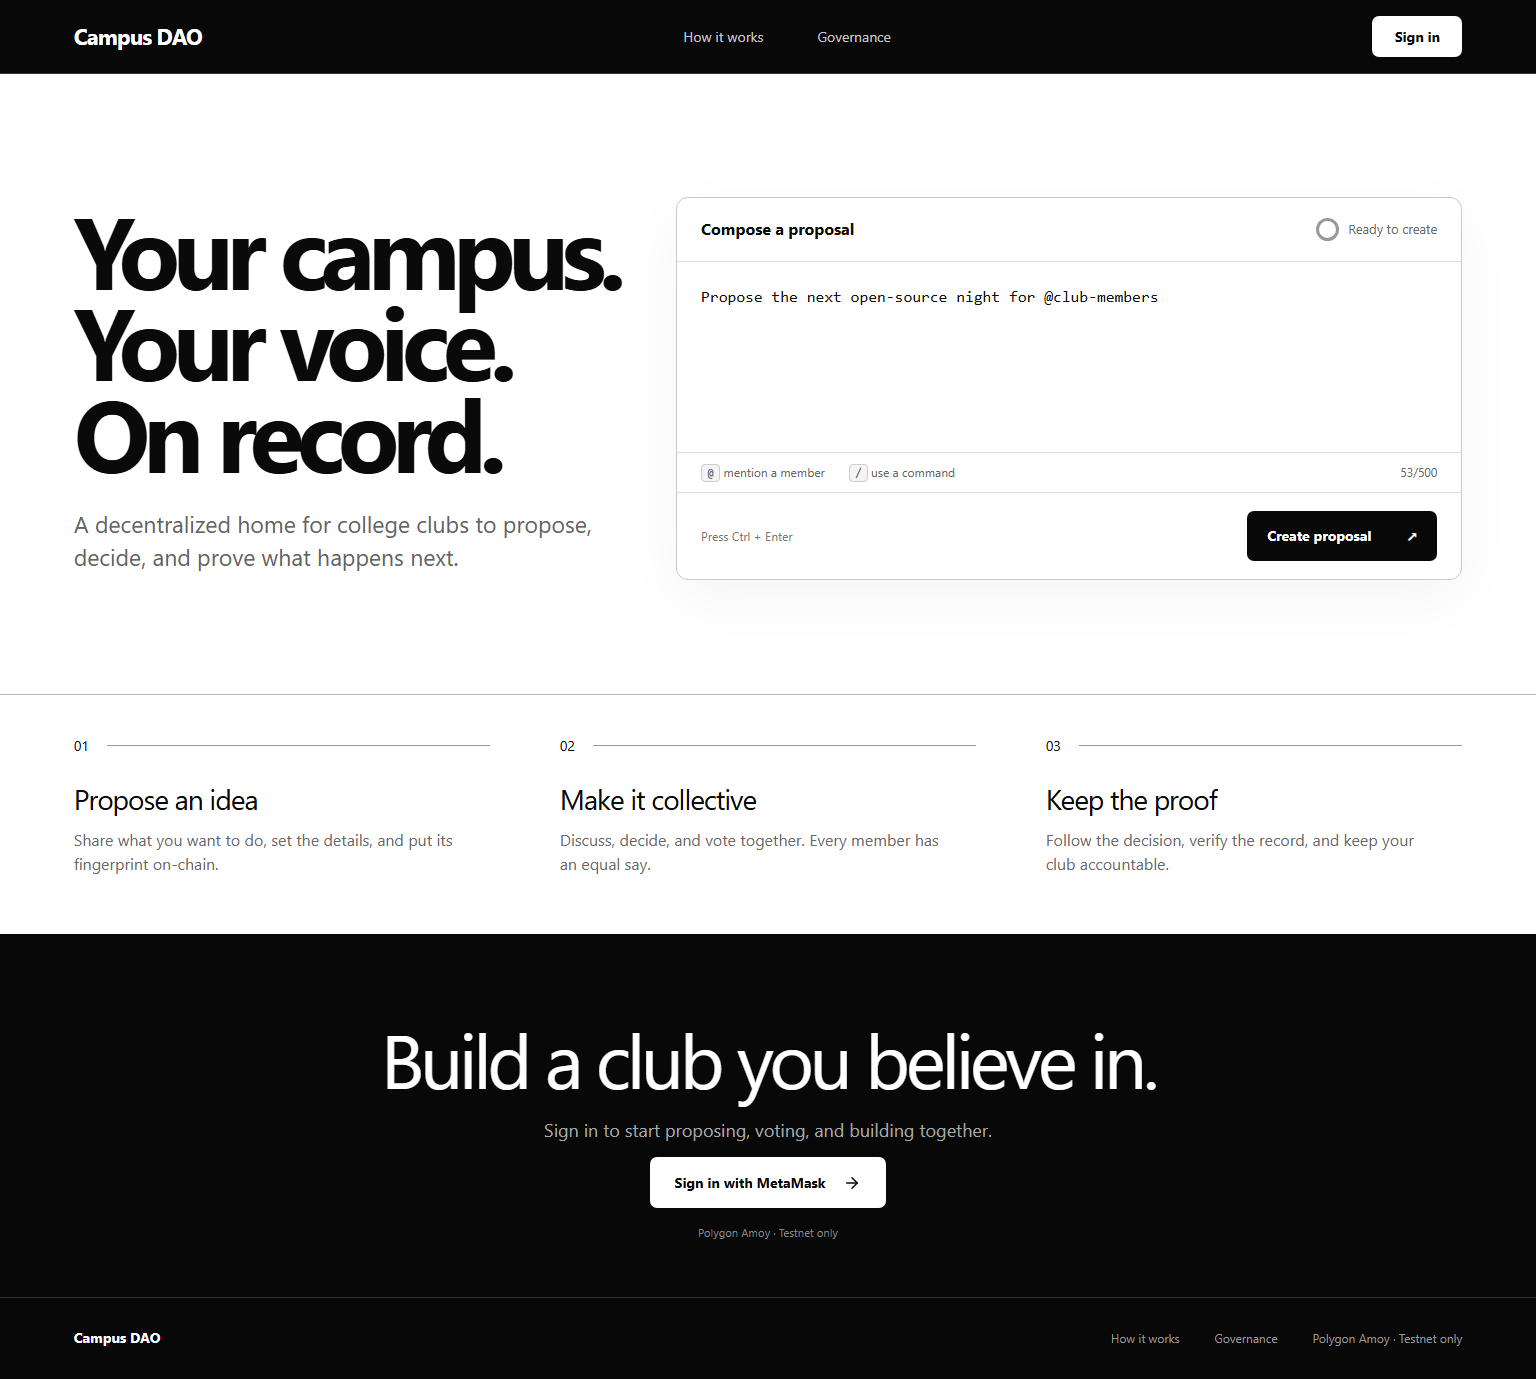 Campus DAO
How it works
Governance
Sign in
Your campus.
Your voice.
On record.
A decentralized home for college clubs to propose,
decide, and prove what happens next.
Compose a proposal
Ready to create
Propose the next open-source night for @club-members
@ mention a member
/ use a command
53/500
Press Ctrl + Enter
Create proposal ↗
01
Propose an idea
Share what you want to do, set the details, and put its
fingerprint on-chain.
02
Make it collective
Discuss, decide, and vote together. Every member has
an equal say.
03
Keep the proof
Follow the decision, verify the record, and keep your
club accountable.
Build a club you believe in.
Sign in to start proposing, voting, and building together.
Sign in with MetaMask →
Polygon Amoy · Testnet only
Campus DAO
How it works
Governance
Polygon Amoy · Testnet only